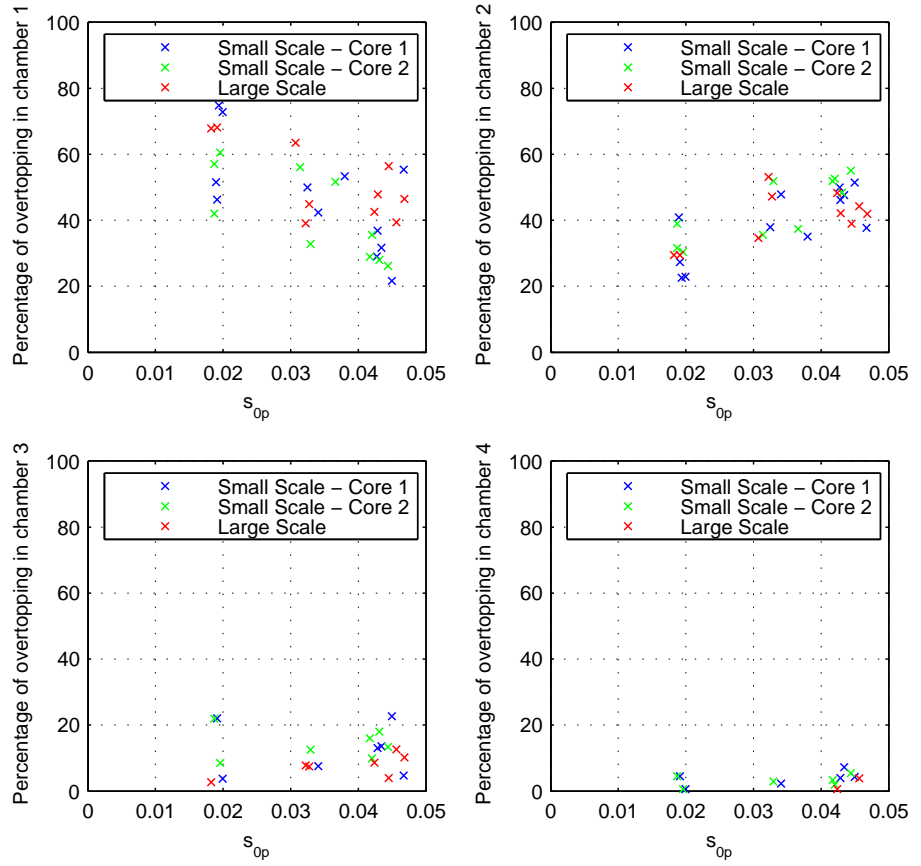 100
80
60
40
20
0
Percentage of overtopping in chamber 1
Small Scale – Core 1
Small Scale – Core 2
Large Scale
0 0.01 0.02 0.03 0.04 0.05
s0p
100
80
60
40
20
0
Percentage of overtopping in chamber 2
Small Scale – Core 1
Small Scale – Core 2
Large Scale
0 0.01 0.02 0.03 0.04 0.05
s0p
100
80
60
40
20
0
Percentage of overtopping in chamber 3
Small Scale – Core 1
Small Scale – Core 2
Large Scale
0 0.01 0.02 0.03 0.04 0.05
s0p
100
80
60
40
20
0
Percentage of overtopping in chamber 4
Small Scale – Core 1
Small Scale – Core 2
Large Scale
0 0.01 0.02 0.03 0.04 0.05
s0p